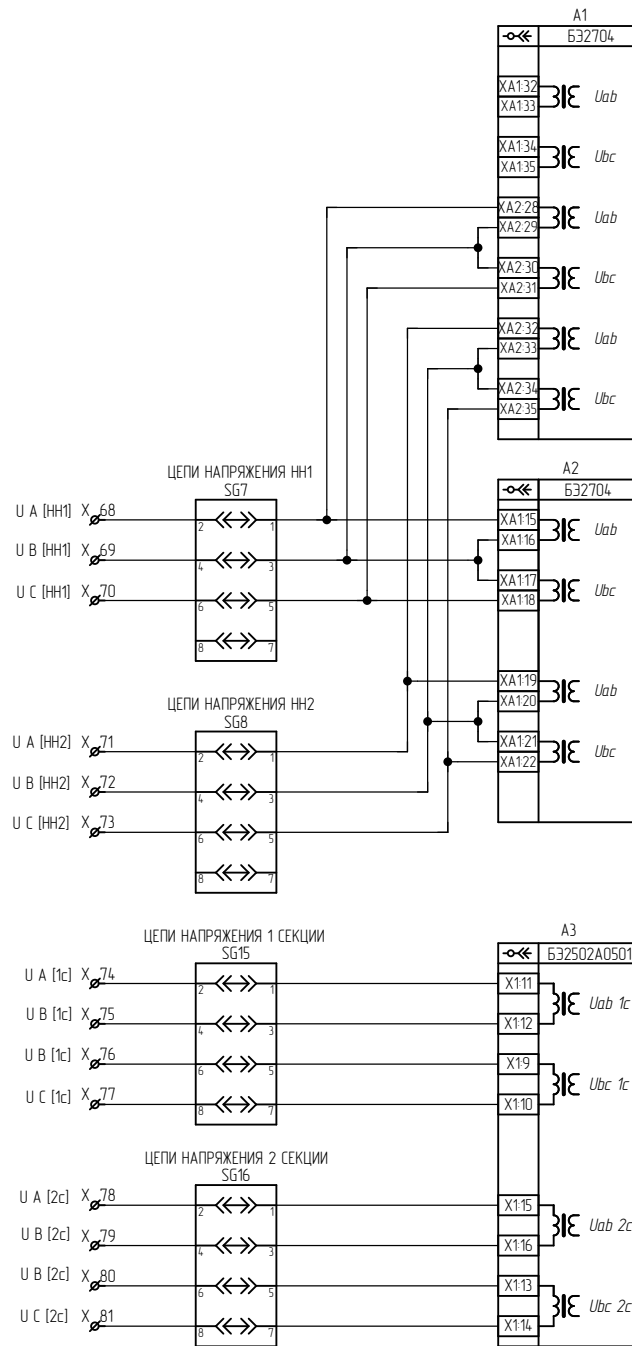 A1
БЭ2704
XA1:32
XA1:33
Uab
XA1:34
XA1:35
Ubc
XA2:28
XA2:29
Uab
XA2:30
XA2:31
Ubc
XA2:32
XA2:33
Uab
XA2:34
XA2:35
Ubc
ЦЕПИ НАПРЯЖЕНИЯ НН1
SG7
U A [НН1] X 68
2 1
U B [НН1] X 69
4 3
U C [НН1] X 70
6 5
8 7
A2
БЭ2704
XA1:15
XA1:16
Uab
XA1:17
XA1:18
Ubc
XA1:19
XA1:20
Uab
XA1:21
XA1:22
Ubc
ЦЕПИ НАПРЯЖЕНИЯ НН2
SG8
U A [НН2] X 71
2 1
U B [НН2] X 72
4 3
U C [НН2] X 73
6 5
8 7
ЦЕПИ НАПРЯЖЕНИЯ 1 СЕКЦИИ
SG15
U A [1с] X 74
2 1
U B [1с] X 75
4 3
U B [1с] X 76
6 5
U C [1с] X 77
8 7
A3
БЭ2502А0501
X1:11
X1:12
Uab 1с
X1:9
X1:10
Ubc 1с
ЦЕПИ НАПРЯЖЕНИЯ 2 СЕКЦИИ
SG16
U A [2с] X 78
2 1
U B [2с] X 79
4 3
U B [2с] X 80
6 5
U C [2с] X 81
8 7
X1:15
X1:16
Uab 2с
X1:13
X1:14
Ubc 2с